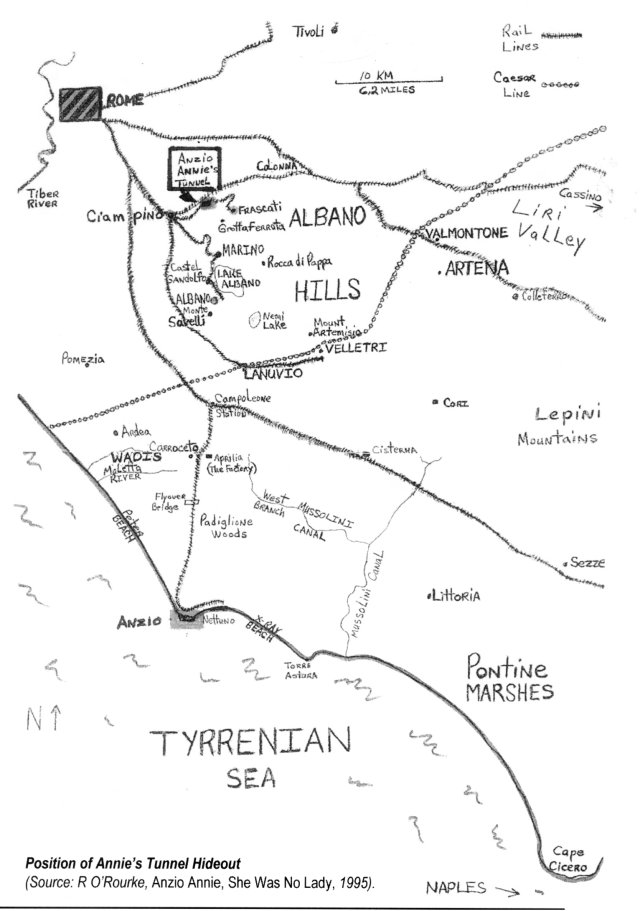 Tivoli
RAIL
LINES
10 KM
6.2 MILES
Caesar
LINE
ROME
Anzio
ANNIE'S
TUNNEL
COLONNA
TIBER
RIVER
Ciampino
FRASCATI
GrottaFerrata
ALBANO
HILLS
CASSINO
LIRI
Valley
VALMONTONE
ARTENA
MARINO
Rocca di Pappa
Castel
Gandolfo
LAKE
ALBANO
ALBANO
MONTE
Savelli
Nemi
Lake
Mount
Artemisio
Colleferro
VELLETRI
POMEZIA
LANUVIO
Campoleone
Station
CORI
Lepini
Mountains
Ardea
CARROCETO
WADIS
Moletta
RIVER
Aprilia
(The Factory)
CISTERNA
Flyover
Bridge
Peter
BEACH
Padiglione
Woods
West
BRANCH
MUSSOLINI
CANAL
MUSSOLINI CANAL
SEZZE
LITTORIA
ANZIO
Nettuno
X-RAY
BEACH
TORRE
ASTURA
PONTINE
MARSHES
N
TYRRENIAN
SEA
Cape
CICERO
NAPLES
Position of Annie's Tunnel Hideout
(Source: R O'Rourke, Anzio Annie, She Was No Lady, 1995).